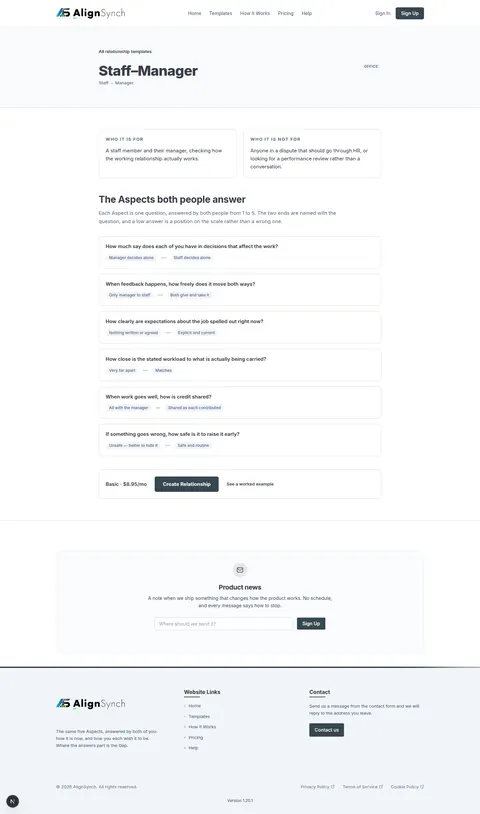 AlignSynch
Home Templates How It Works Pricing Help
Sign In Sign Up
All relationship templates
Staff–Manager
OFFICE
Staff ↔ Manager
WHO IT IS FOR
A staff member and their manager, checking how
the working relationship actually works.
WHO IT IS NOT FOR
Anyone in a dispute that should go through HR, or
looking for a performance review rather than a
conversation.
The Aspects both people answer
Each Aspect is one question, answered by both people from 1 to 5. The two ends are named with the
question, and a low answer is a position on the scale rather than a wrong one.
How much say does each of you have in decisions that affect the work?
Manager decides alone — Staff decides alone
When feedback happens, how freely does it move both ways?
Only manager to staff — Both give and take it
How clearly are expectations about the job spelled out right now?
Nothing written or agreed — Explicit and current
How close is the stated workload to what is actually being carried?
Very far apart — Matches
When work goes well, how is credit shared?
All with the manager — Shared as each contributed
If something goes wrong, how safe is it to raise it early?
Unsafe — better to hide it — Safe and routine
Basic · $8.95/mo Create Relationship See a worked example
Product news
A note when we ship something that changes how the product works. No schedule,
and every message says how to stop.
Where should we send it? Sign Up
AlignSynch
The same five Aspects, answered by both of you:
how it is now, and how you each wish it to be.
Where the answers part is the Gap.
Website Links
Home
Templates
How It Works
Pricing
Help
Contact
Send us a message from the contact form and we will
reply to the address you leave.
Contact us
© 2026 AlignSynch. All rights reserved.
Privacy Policy Terms of Service Cookie Policy
Version 1.20.1
N